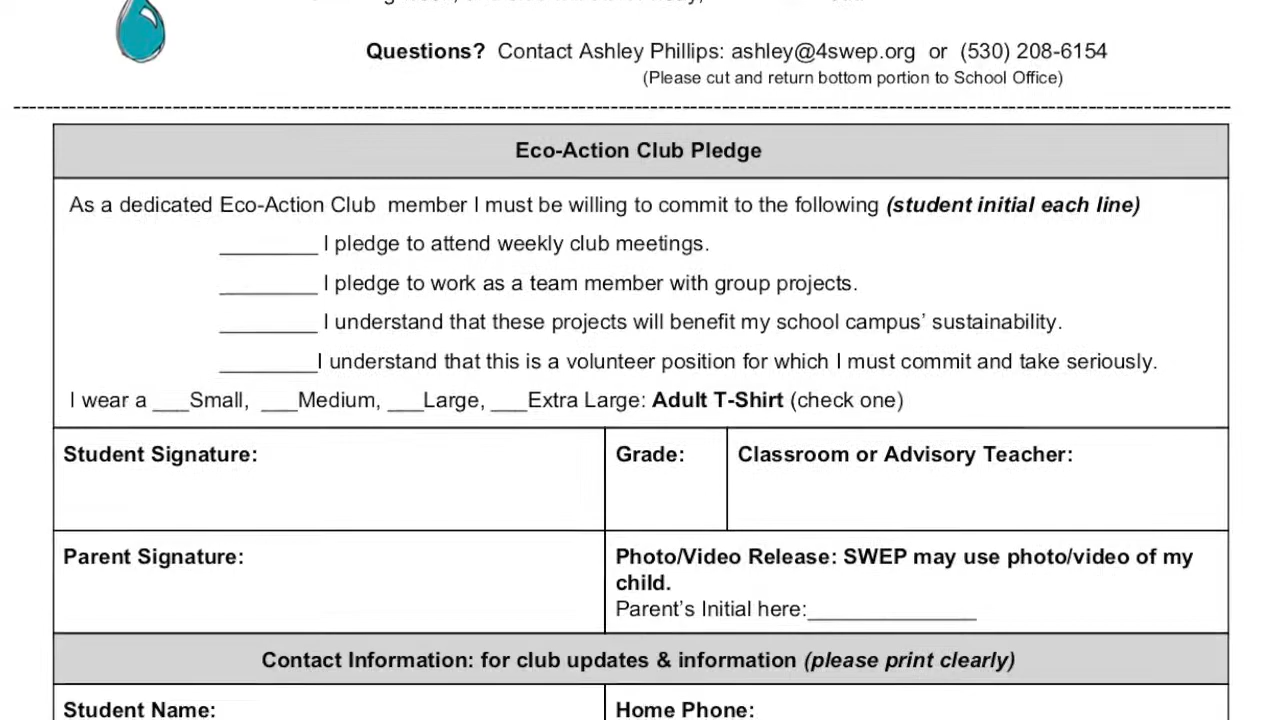 Questions? Contact Ashley Phillips: ashley@4swep.org or (530) 208-6154
(Please cut and return bottom portion to School Office)
Eco-Action Club Pledge
As a dedicated Eco-Action Club member I must be willing to commit to the following (student initial each line)
________ I pledge to attend weekly club meetings.
________ I pledge to work as a team member with group projects.
________ I understand that these projects will benefit my school campus’ sustainability.
________I understand that this is a volunteer position for which I must commit and take seriously.
I wear a ___Small, ___Medium, ___Large, ___Extra Large: Adult T-Shirt (check one)
Student Signature:
Grade:
Classroom or Advisory Teacher:
Parent Signature:
Photo/Video Release: SWEP may use photo/video of my
child.
Parent’s Initial here:______________
Contact Information: for club updates & information (please print clearly)
Student Name:
Home Phone: